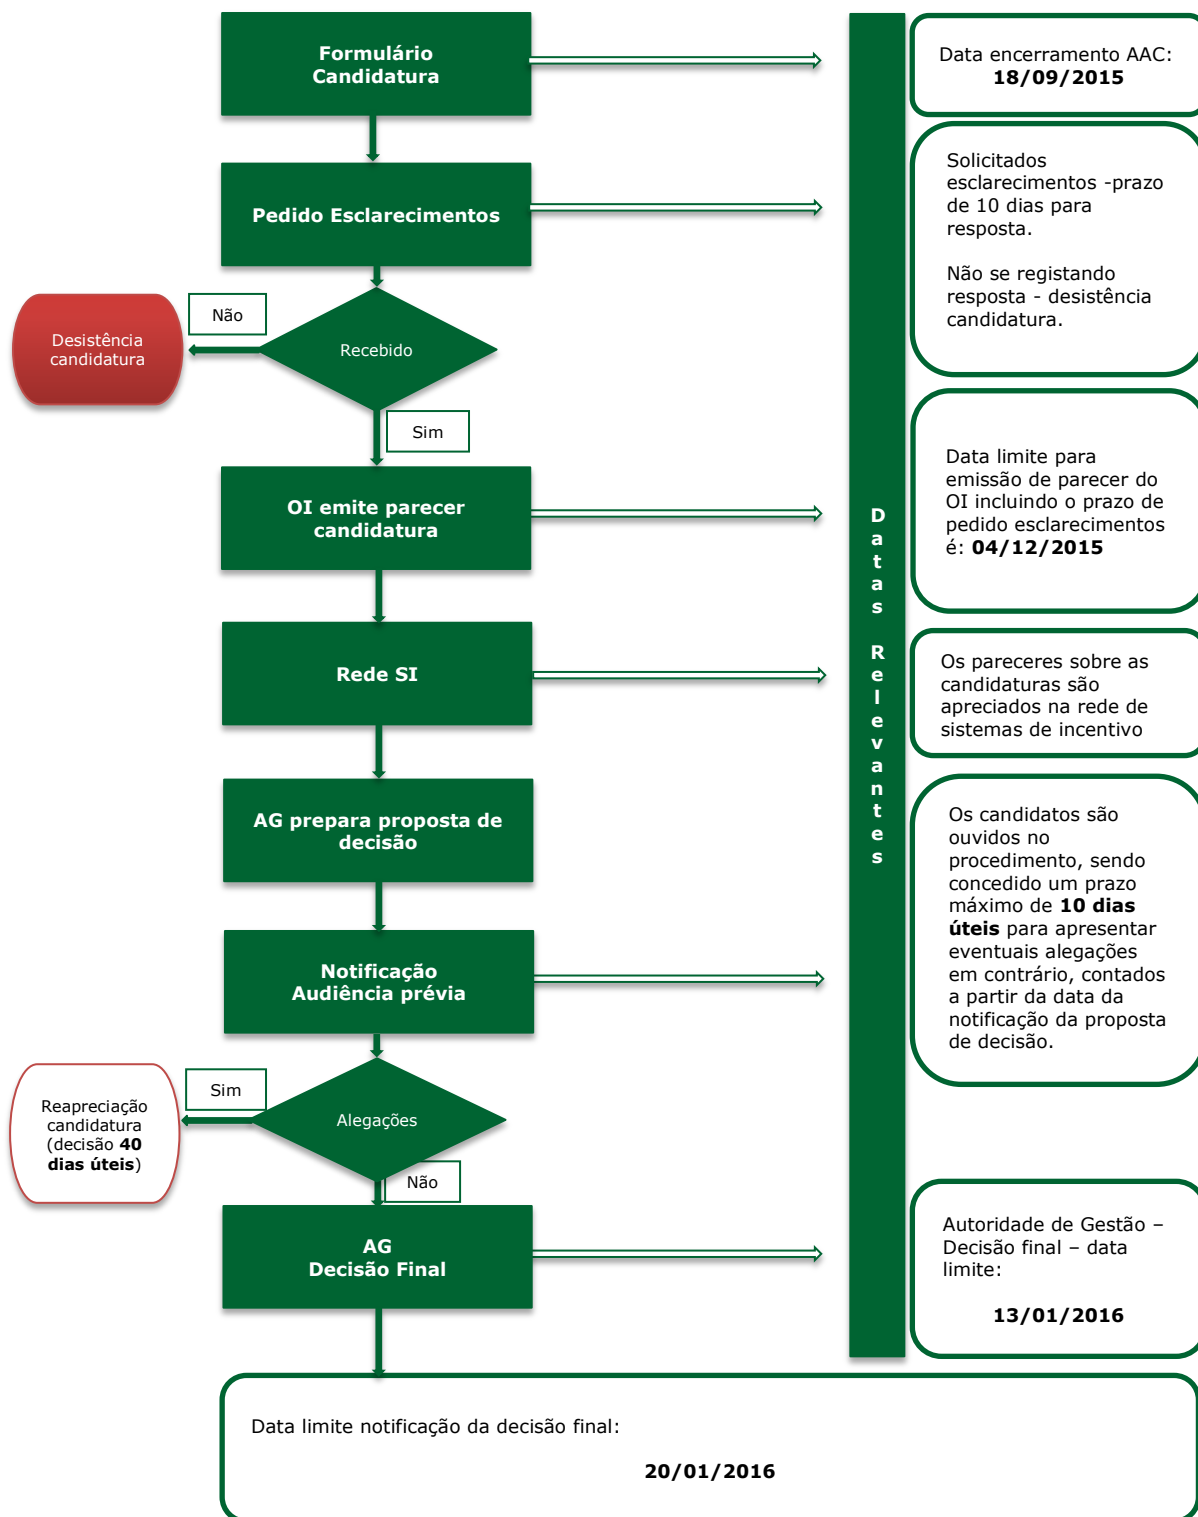 Formulário
Candidatura
Data encerramento AAC:
18/09/2015
Pedido Esclarecimentos
Solicitados
esclarecimentos -prazo
de 10 dias para
resposta.
Não se registando
resposta - desistência
candidatura.
Não
Desistência
candidatura
Recebido
Sim
OI emite parecer
candidatura
Data limite para
emissão de parecer do
OI incluindo o prazo de
pedido esclarecimentos
é: 04/12/2015
Datas Relevantes
Rede SI
Os pareceres sobre as
candidaturas são
apreciados na rede de
sistemas de incentivo
AG prepara proposta de
decisão
Os candidatos são
ouvidos no
procedimento, sendo
concedido um prazo
máximo de 10 dias
úteis para apresentar
eventuais alegações
em contrário, contados
a partir da data da
notificação da proposta
de decisão.
Notificação
Audiência prévia
Sim
Reapreciação
candidatura
(decisão 40
dias úteis)
Alegações
Não
AG
Decisão Final
Autoridade de Gestão –
Decisão final – data
limite:
13/01/2016
Data limite notificação da decisão final:
20/01/2016